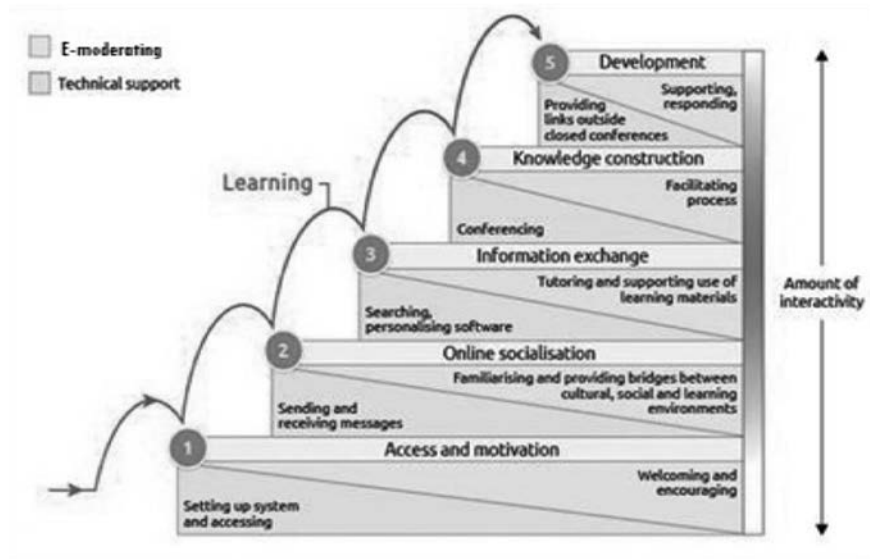 E-moderating
Technical support
5
Development
Supporting,
responding
Providing
links outside
closed conferences
4
Knowledge construction
Facilitating
process
Conferencing
Learning
3
Information exchange
Tutoring and supporting use of
learning materials
Searching,
personalising software
Amount of
interactivity
2
Online socialisation
Familiarising and providing bridges between
cultural, social and learning
environments
Sending and
receiving messages
1
Access and motivation
Welcoming and
encouraging
Setting up system
and accessing